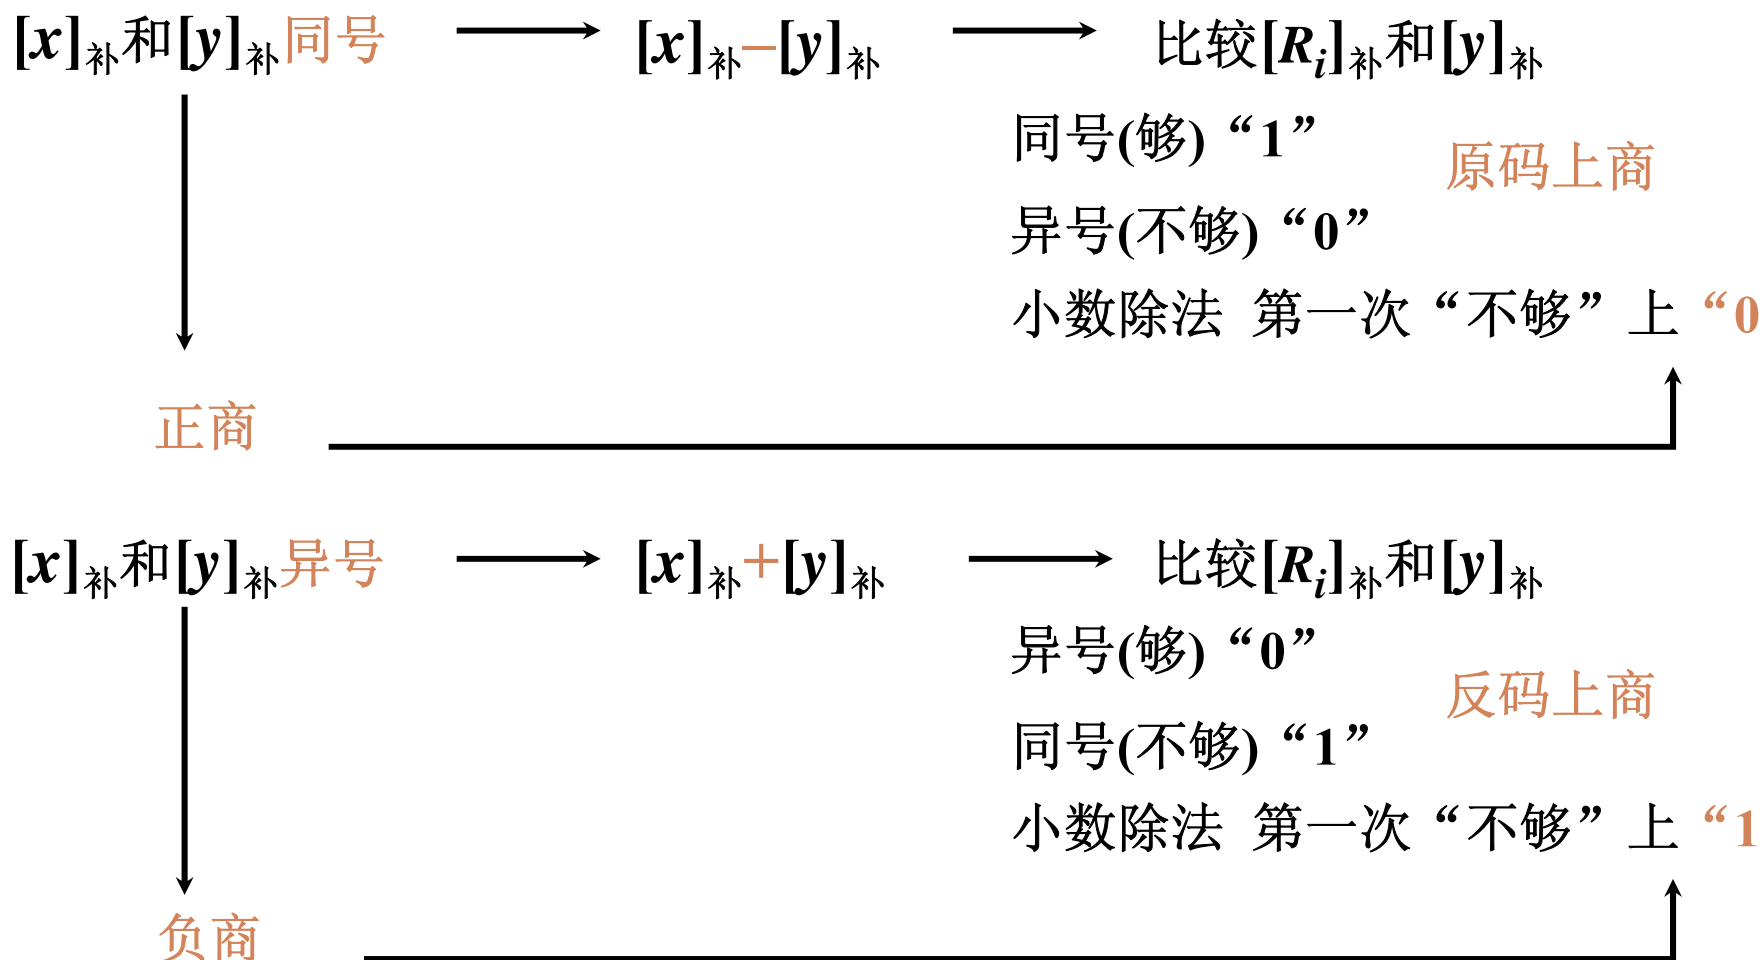 [x]补和[y]补同号 [x]补−[y]补 比较[Ri]补和[y]补
同号(够)“1”
原码上商
异号(不够)“0”
小数除法 第一次“不够”上“0
正商
[x]补和[y]补异号 [x]补+[y]补 比较[Ri]补和[y]补
异号(够)“0”
反码上商
同号(不够)“1”
小数除法 第一次“不够”上“1
负商